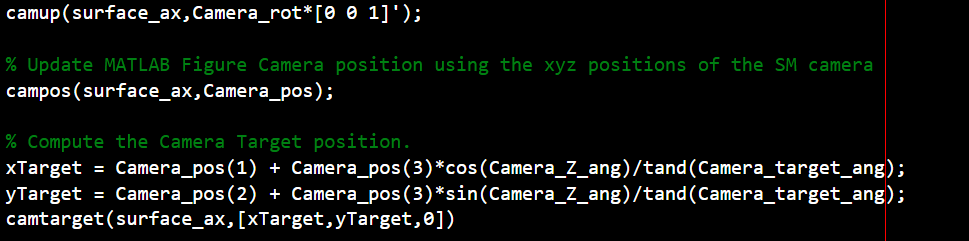 camup(surface_ax,Camera_rot*[0 0 1]');
% Update MATLAB Figure Camera position using the xyz positions of the SM camera
campos(surface_ax,Camera_pos);
% Compute the Camera Target position.
xTarget = Camera_pos(1) + Camera_pos(3)*cos(Camera_Z_ang)/tand(Camera_target_ang);
yTarget = Camera_pos(2) + Camera_pos(3)*sin(Camera_Z_ang)/tand(Camera_target_ang);
camtarget(surface_ax,[xTarget,yTarget,0])